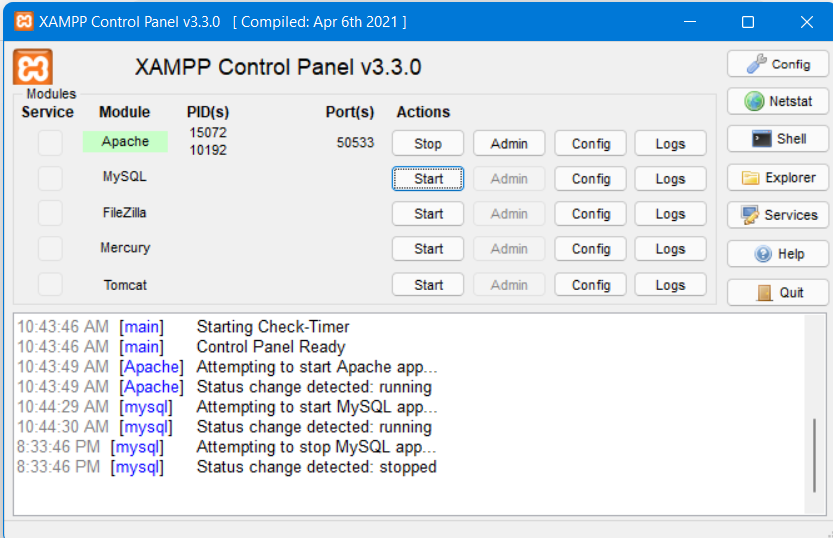 XAMPP Control Panel v3.3.0 [ Compiled: Apr 6th 2021 ]
XAMPP Control Panel v3.3.0
Config
Modules
Service Module PID(s) Port(s) Actions
Netstat
Apache 15072 10192 50533 Stop Admin Config Logs
Shell
MySQL Start Admin Config Logs
Explorer
FileZilla Start Admin Config Logs
Services
Mercury Start Admin Config Logs
Help
Tomcat Start Admin Config Logs
Quit
10:43:46 AM [main] Starting Check-Timer
10:43:46 AM [main] Control Panel Ready
10:43:49 AM [Apache] Attempting to start Apache app...
10:43:49 AM [Apache] Status change detected: running
10:44:29 AM [mysql] Attempting to start MySQL app...
10:44:30 AM [mysql] Status change detected: running
8:33:46 PM [mysql] Attempting to stop MySQL app...
8:33:46 PM [mysql] Status change detected: stopped